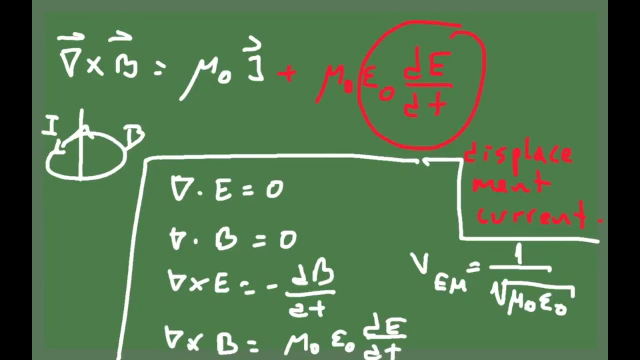 ∇⃗ × B⃗ = μ₀ J⃗ + μ₀ ε₀ dE/dt
I B
displace
ment
current.
∇ · E = 0
∇ · B = 0
∇ × E = - dB/dt
V_EM = 1/√μ₀ε₀
∇ × B = μ₀ ε₀ dE/dt